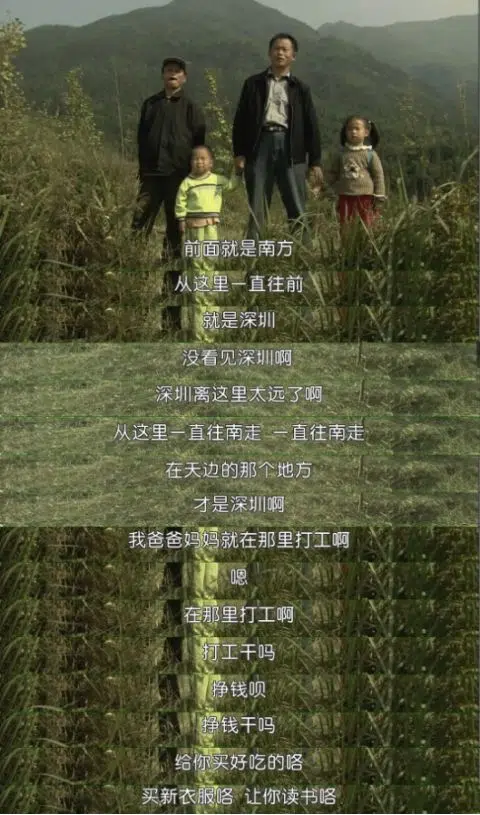 前面就是南方
从这里一直往前
就是深圳
没看见深圳啊
深圳离这里太远了啊
从这里一直往南走 一直往南走
在天边的那个地方
才是深圳啊
我爸爸妈妈就在那里打工啊
嗯
在那里打工啊
打工干吗
挣钱呗
挣钱干吗
给你买好吃的咯
买新衣服咯 让你读书咯